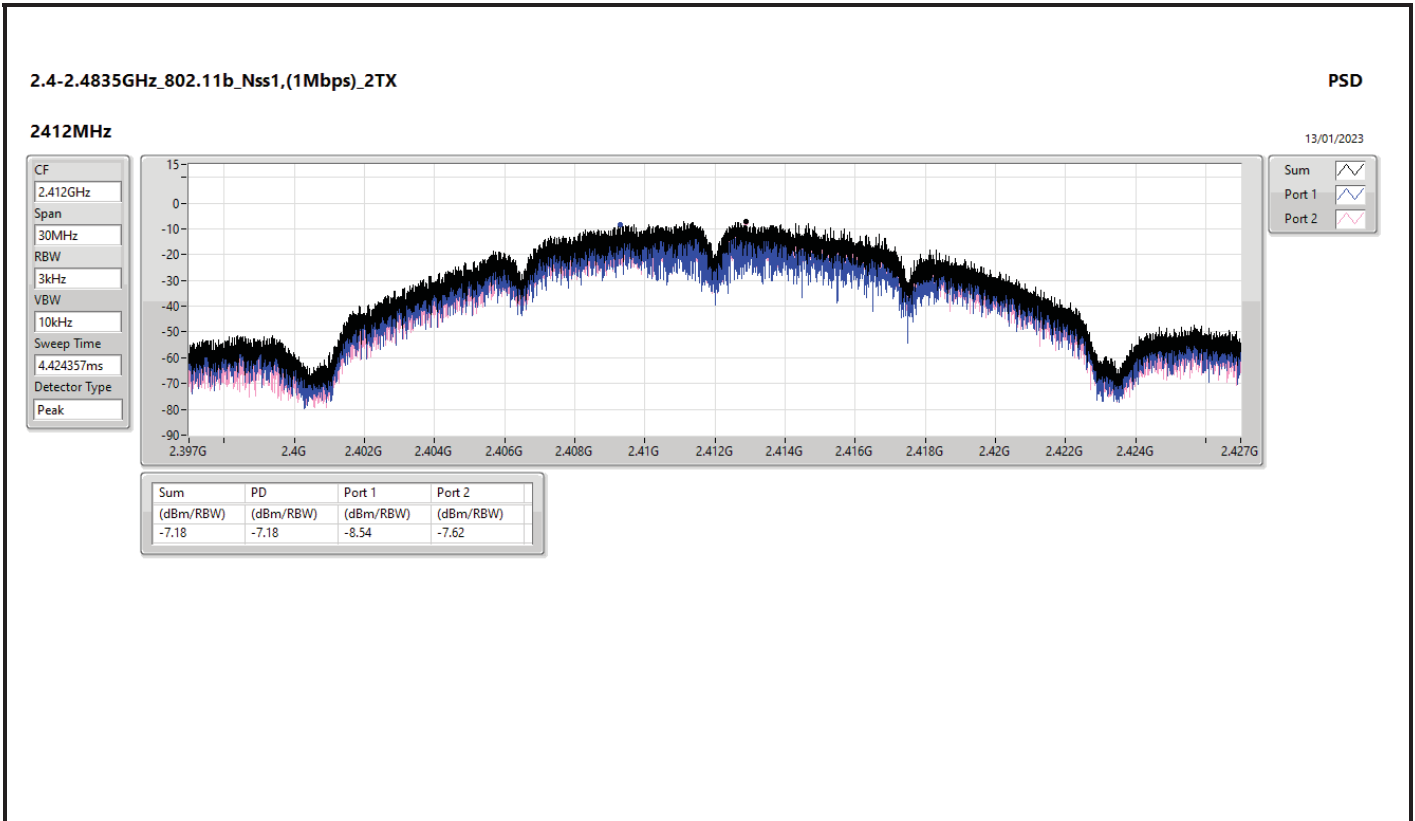 2.4-2.4835GHz_802.11b_Nss1,(1Mbps)_2TX
PSD
2412MHz
13/01/2023
CF
2.412GHz
Span
30MHz
RBW
3kHz
VBW
10kHz
Sweep Time
4.424357ms
Detector Type
Peak
15
0
-10
-20
-30
-40
-50
-60
-70
-80
-90
2.397G 2.4G 2.402G 2.404G 2.406G 2.408G 2.41G 2.412G 2.414G 2.416G 2.418G 2.42G 2.422G 2.424G 2.427G
Sum
Port 1
Port 2
Sum PD Port 1 Port 2
(dBm/RBW) (dBm/RBW) (dBm/RBW) (dBm/RBW)
-7.18 -7.18 -8.54 -7.62